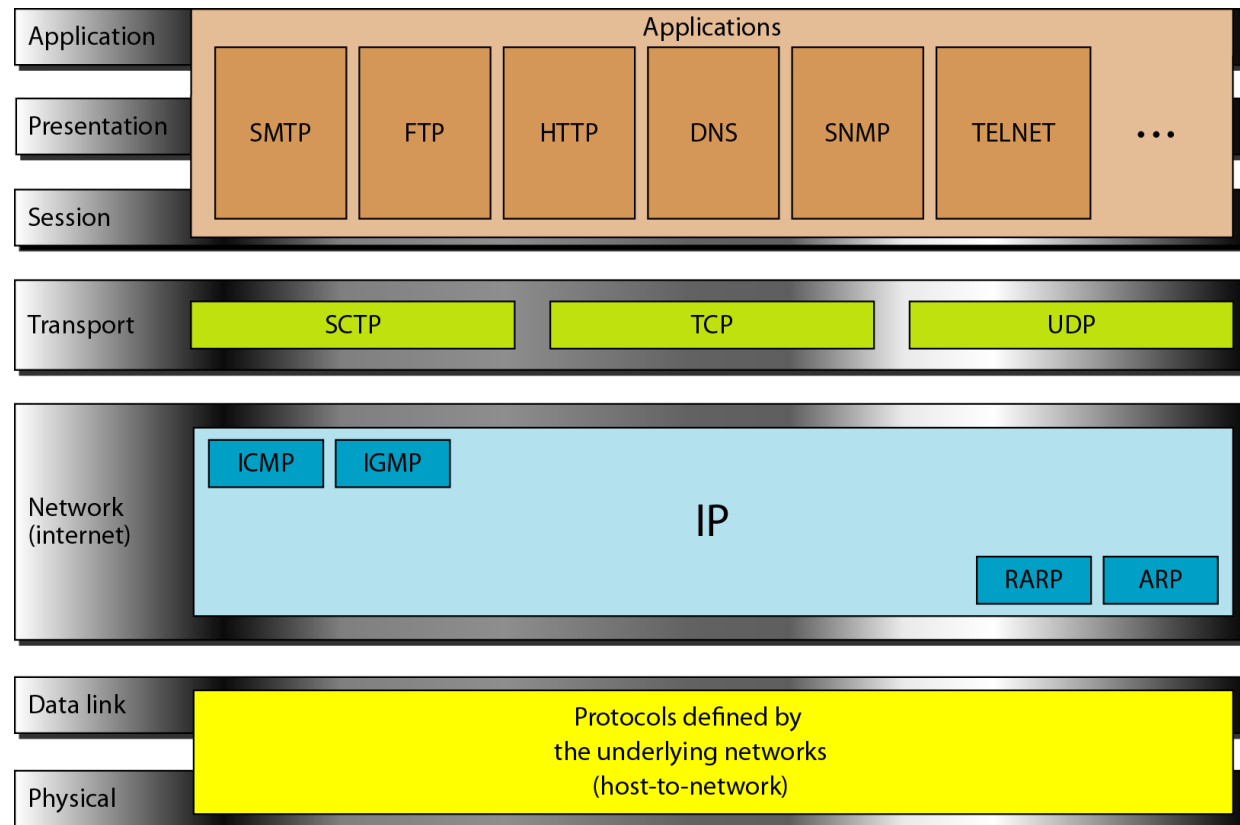 Application
Applications
Presentation
SMTP
FTP
HTTP
DNS
SNMP
TELNET
...
Session
Transport
SCTP
TCP
UDP
Network
(internet)
ICMP
IGMP
IP
RARP
ARP
Data link
Protocols defined by
the underlying networks
(host-to-network)
Physical